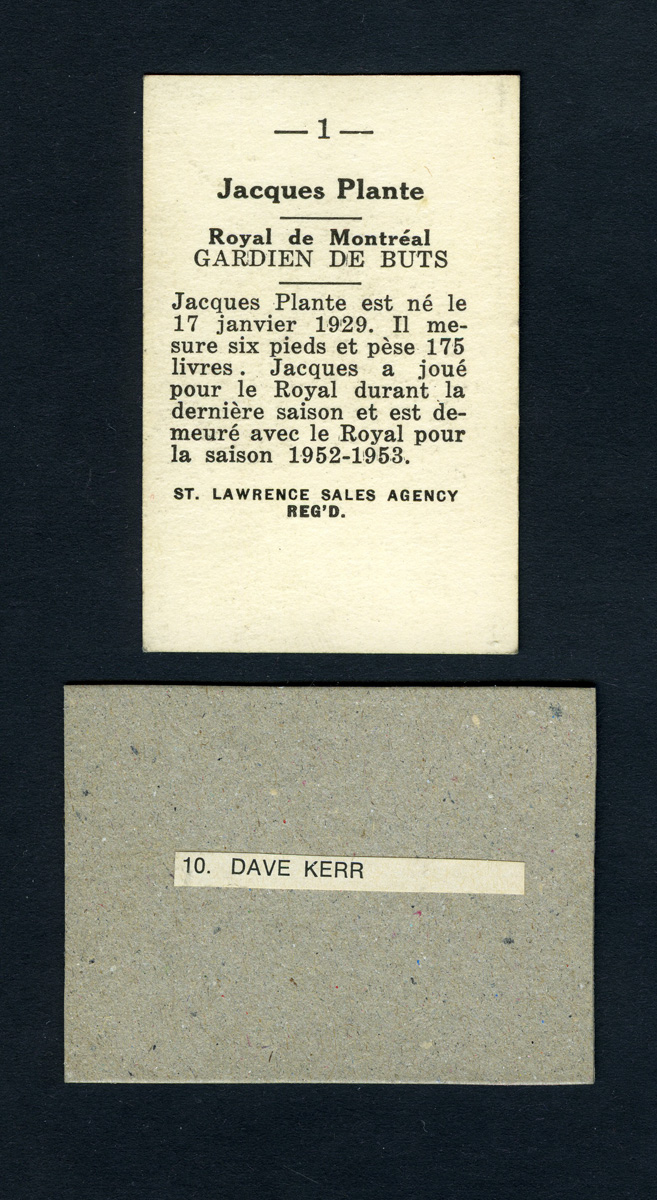 — 1 —
Jacques Plante
Royal de Montréal
GARDIEN DE BUTS
Jacques Plante est né le
17 janvier 1929. Il me-
sure six pieds et pèse 175
livres. Jacques a joué
pour le Royal durant la
dernière saison et est de-
meuré avec le Royal pour
la saison 1952-1953.
ST. LAWRENCE SALES AGENCY
REG'D.
10. DAVE KERR